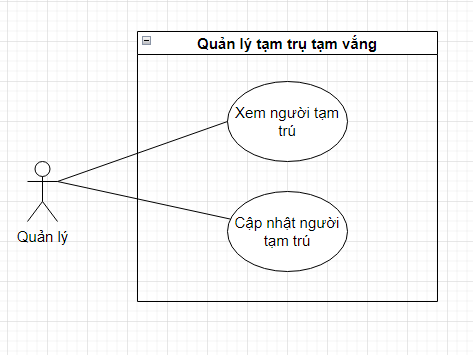 Quản lý tạm trụ tạm vắng
Xem người tạm
trú
Cập nhật người
tạm trú
Quản lý